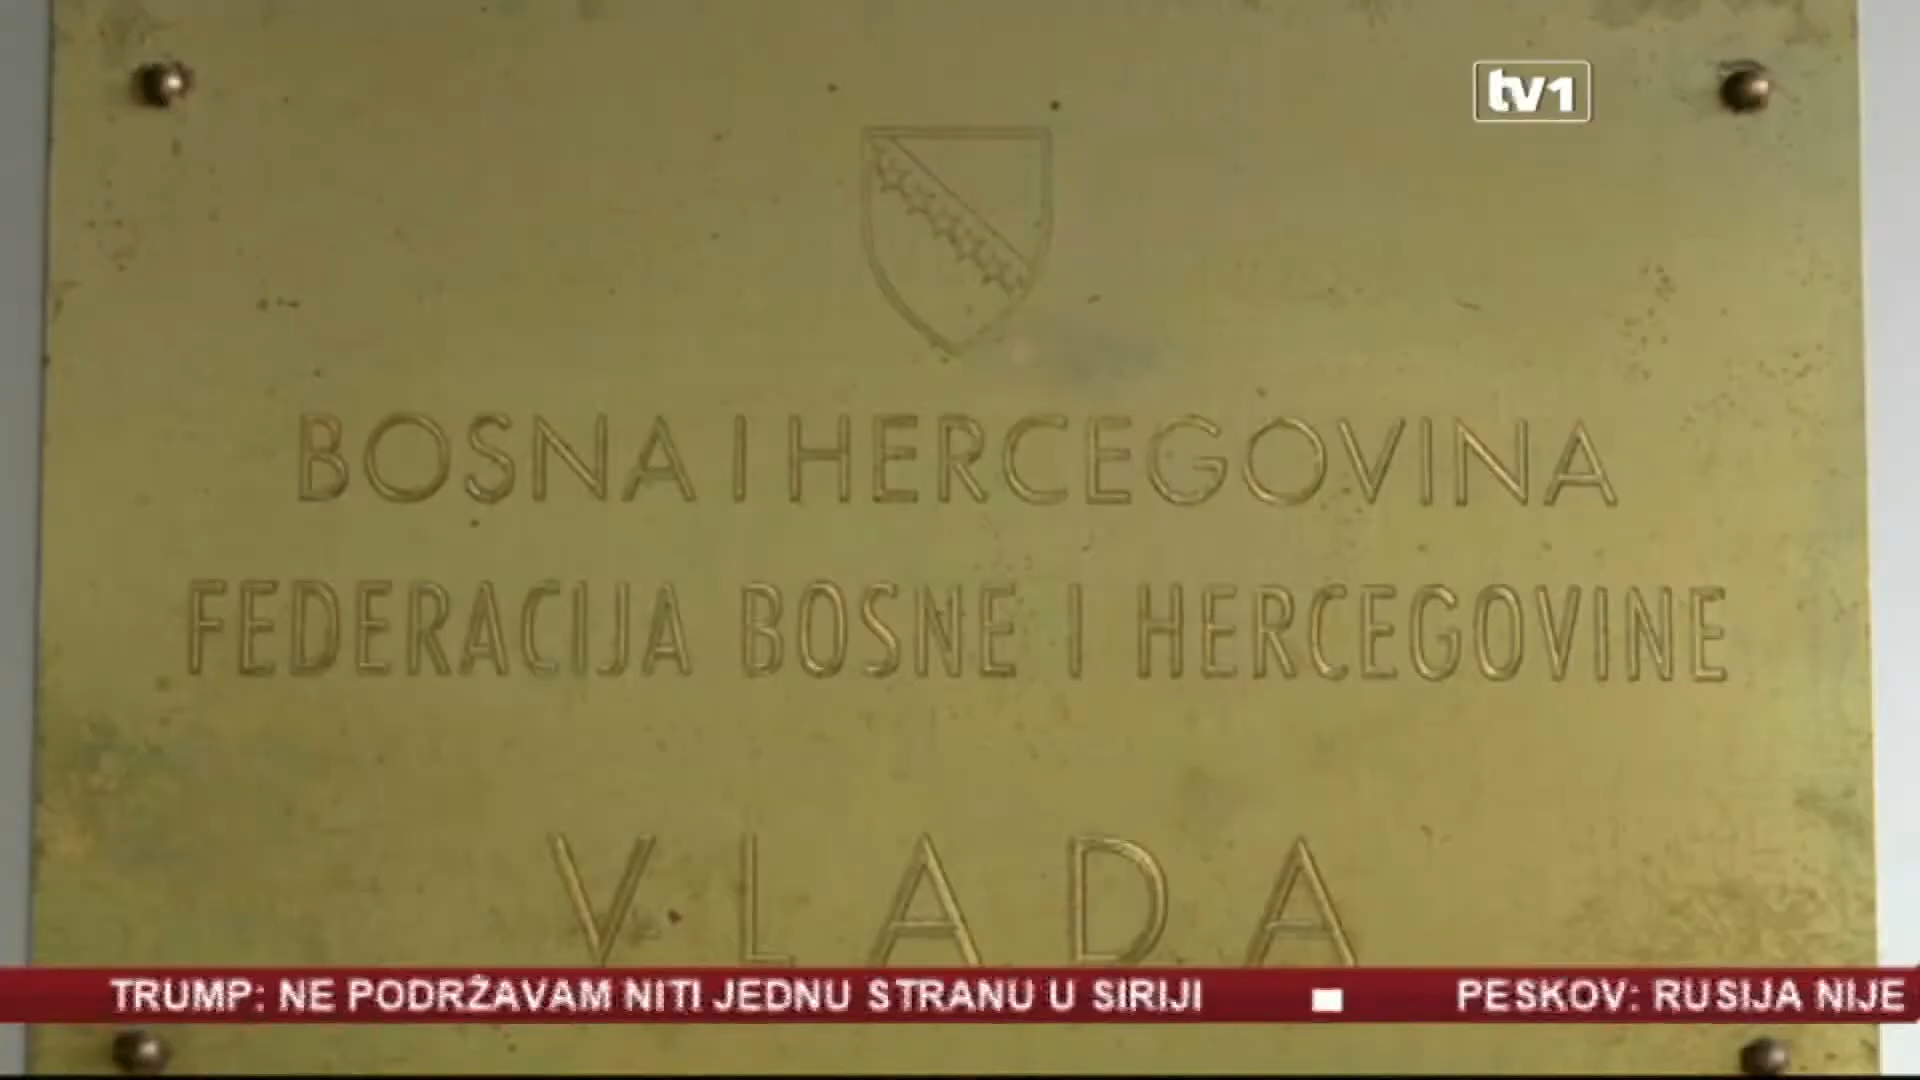 tv1
BOSNA I HERCEGOVINA
FEDERACIJA BOSNE I HERCEGOVINE
VLADA
TRUMP: NE PODRŽAVAM NITI JEDNU STRANU U SIRIJI ■ PESKOV: RUSIJA NIJE